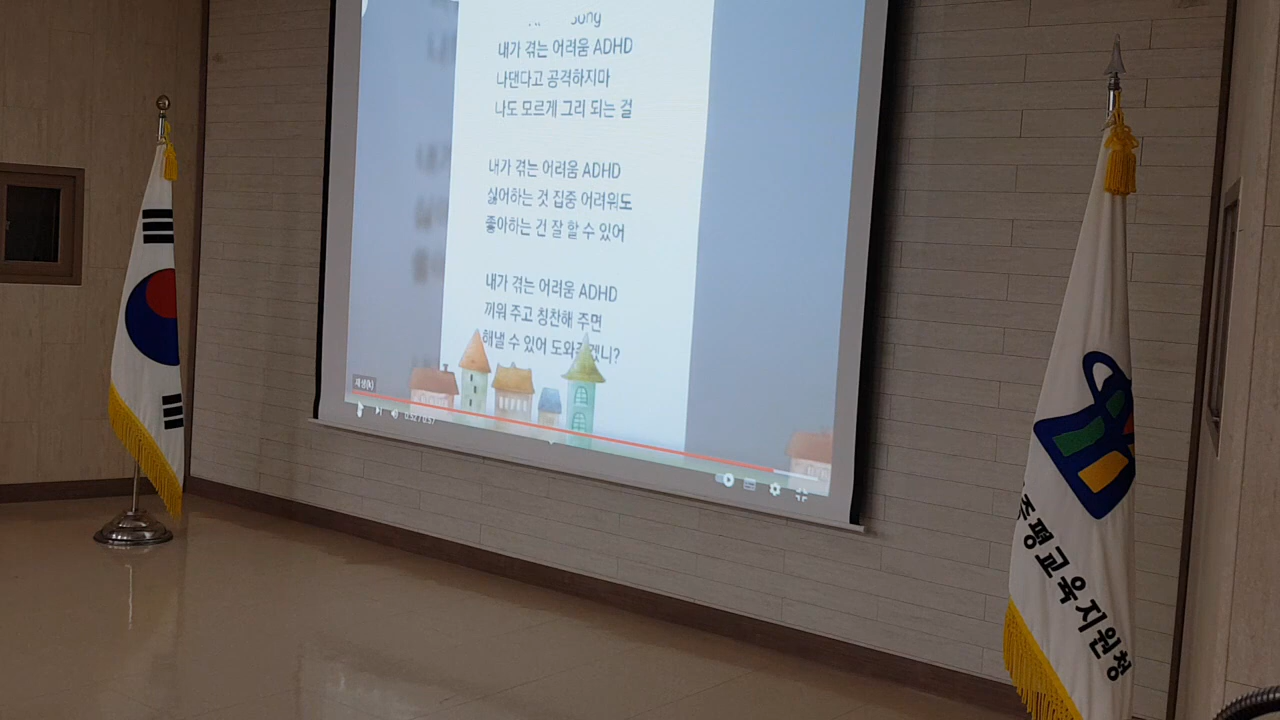 내가 겪는 어려움 ADHD
나댄다고 공격하지마
나도 모르게 그리 되는 걸
내가 겪는 어려움 ADHD
싫어하는 것 집중 어려워도
좋아하는 건 잘 할 수 있어
내가 겪는 어려움 ADHD
끼워 주고 칭찬해 주면
해낼 수 있어 도와주겠니?
재생(k)
평교육지원청